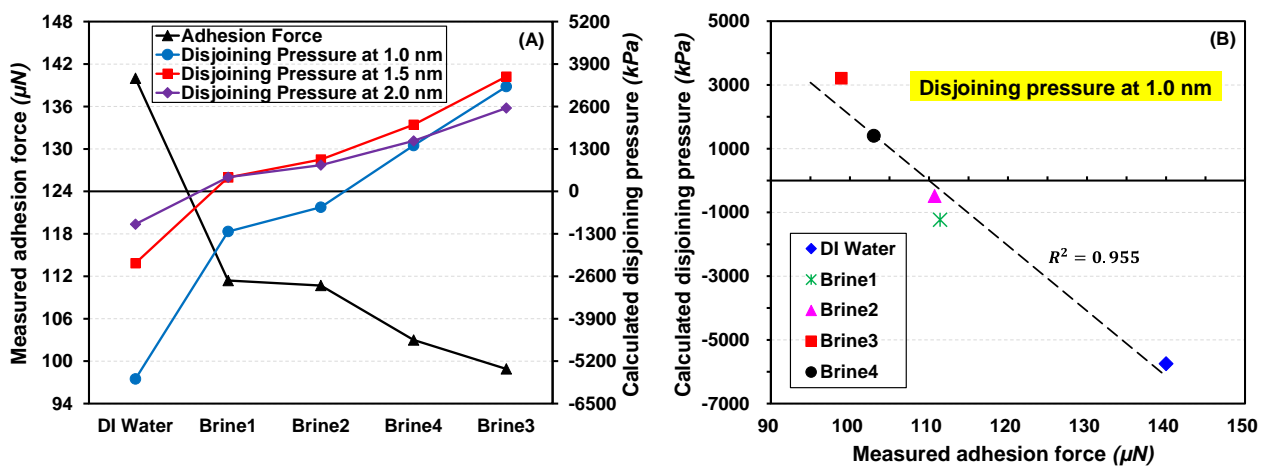 (A)
Adhesion Force
Disjoining Pressure at 1.0 nm
Disjoining Pressure at 1.5 nm
Disjoining Pressure at 2.0 nm
Measured adhesion force (µN)
148
142
136
130
124
118
112
106
100
94
Calculated disjoining pressure (kPa)
5200
3900
2600
1300
0
-1300
-2600
-3900
-5200
-6500
DI Water Brine1 Brine2 Brine4 Brine3
(B)
Disjoining pressure at 1.0 nm
Calculated disjoining pressure (kPa)
5000
3000
1000
-1000
-3000
-5000
-7000
R² = 0.955
DI Water
Brine1
Brine2
Brine3
Brine4
90 100 110 120 130 140 150
Measured adhesion force (µN)